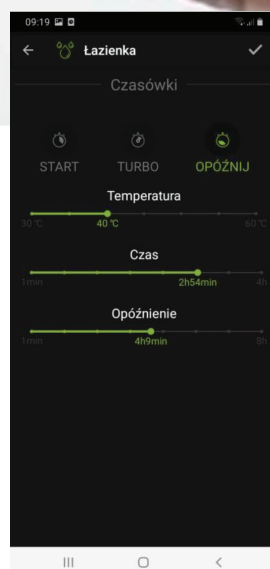 09:19
Łazienka
Czasówki
START TURBO OPÓŹNIJ
Temperatura
30 °C 40 °C 60 °C
Czas
1min 2h54min 4h
Opóźnienie
1min 4h9min 8h